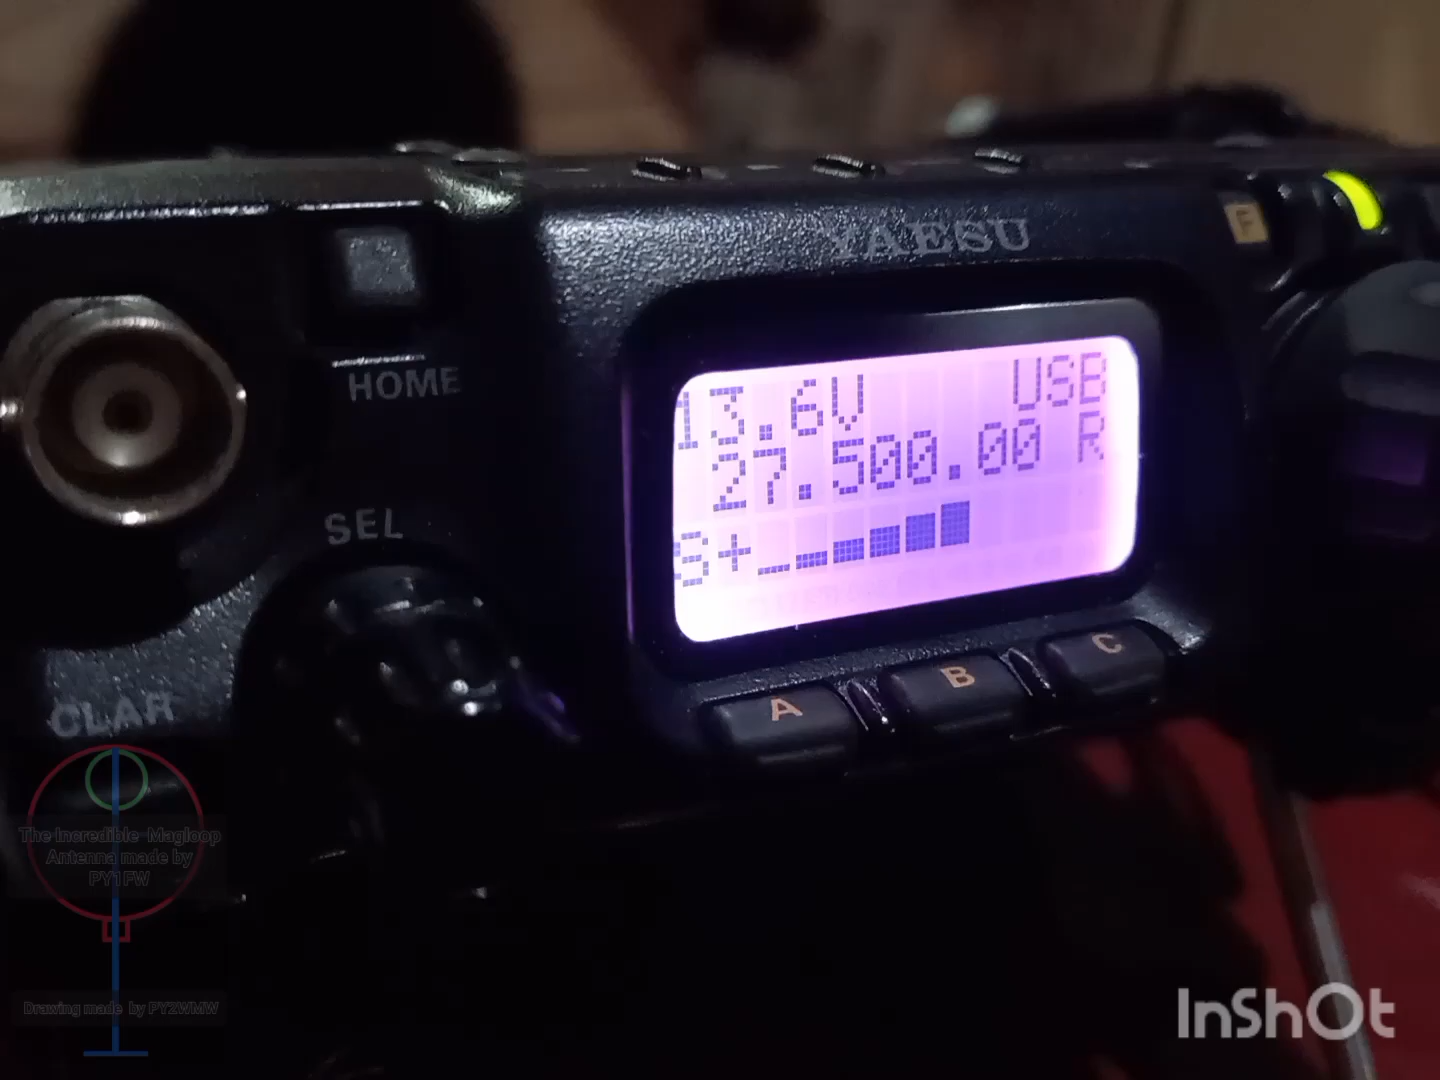 YAESU
F
HOME
13.6V USB
27.500.00 R
S+
SEL
A B C
CLAR
The Incredible Magloop
Antenna made by
PY1FW
Drawing made by PY2WMW
InShOt